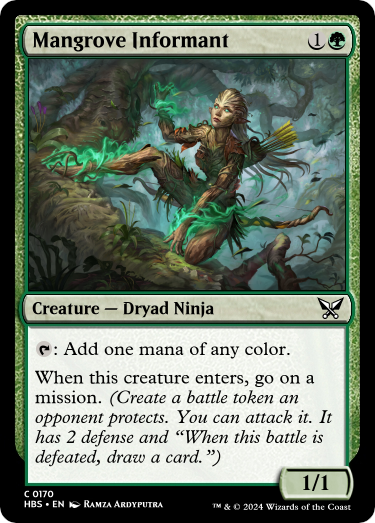 Mangrove Informant 1
Creature — Dryad Ninja
: Add one mana of any color.
When this creature enters, go on a
mission. (Create a battle token an
opponent protects. You can attack it. It
has 2 defense and “When this battle is
defeated, draw a card.”)
1/1
C 0170
HBS • EN Ramza Ardyputra
™ & © 2024 Wizards of the Coast